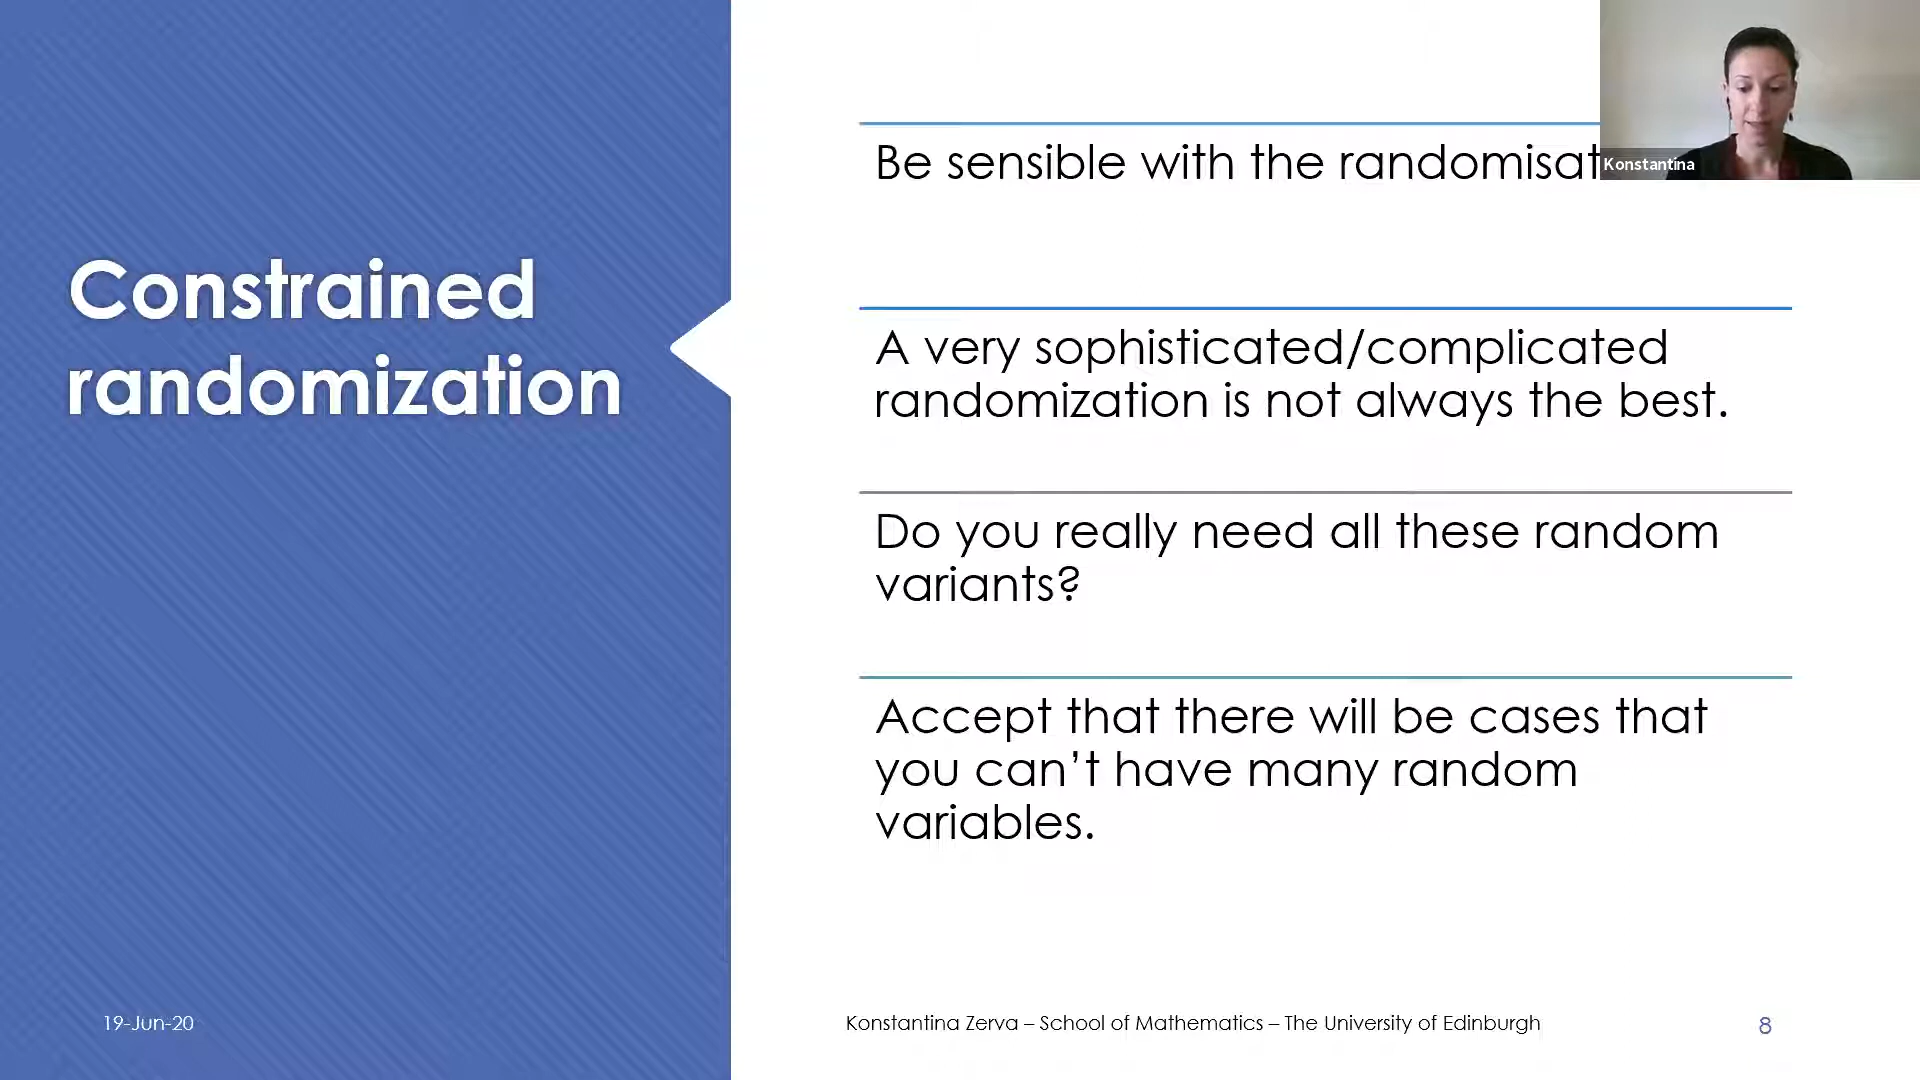 Constrained
randomization
Be sensible with the
Konstantina
A very sophisticated/complicated
randomization is not always the best.
Do you really need all these random
variants?
Accept that there will be cases that
you can’t have many random
variables.
19-Jun-20
Konstantina Zerva – School of Mathematics – The University of Edinburgh
8